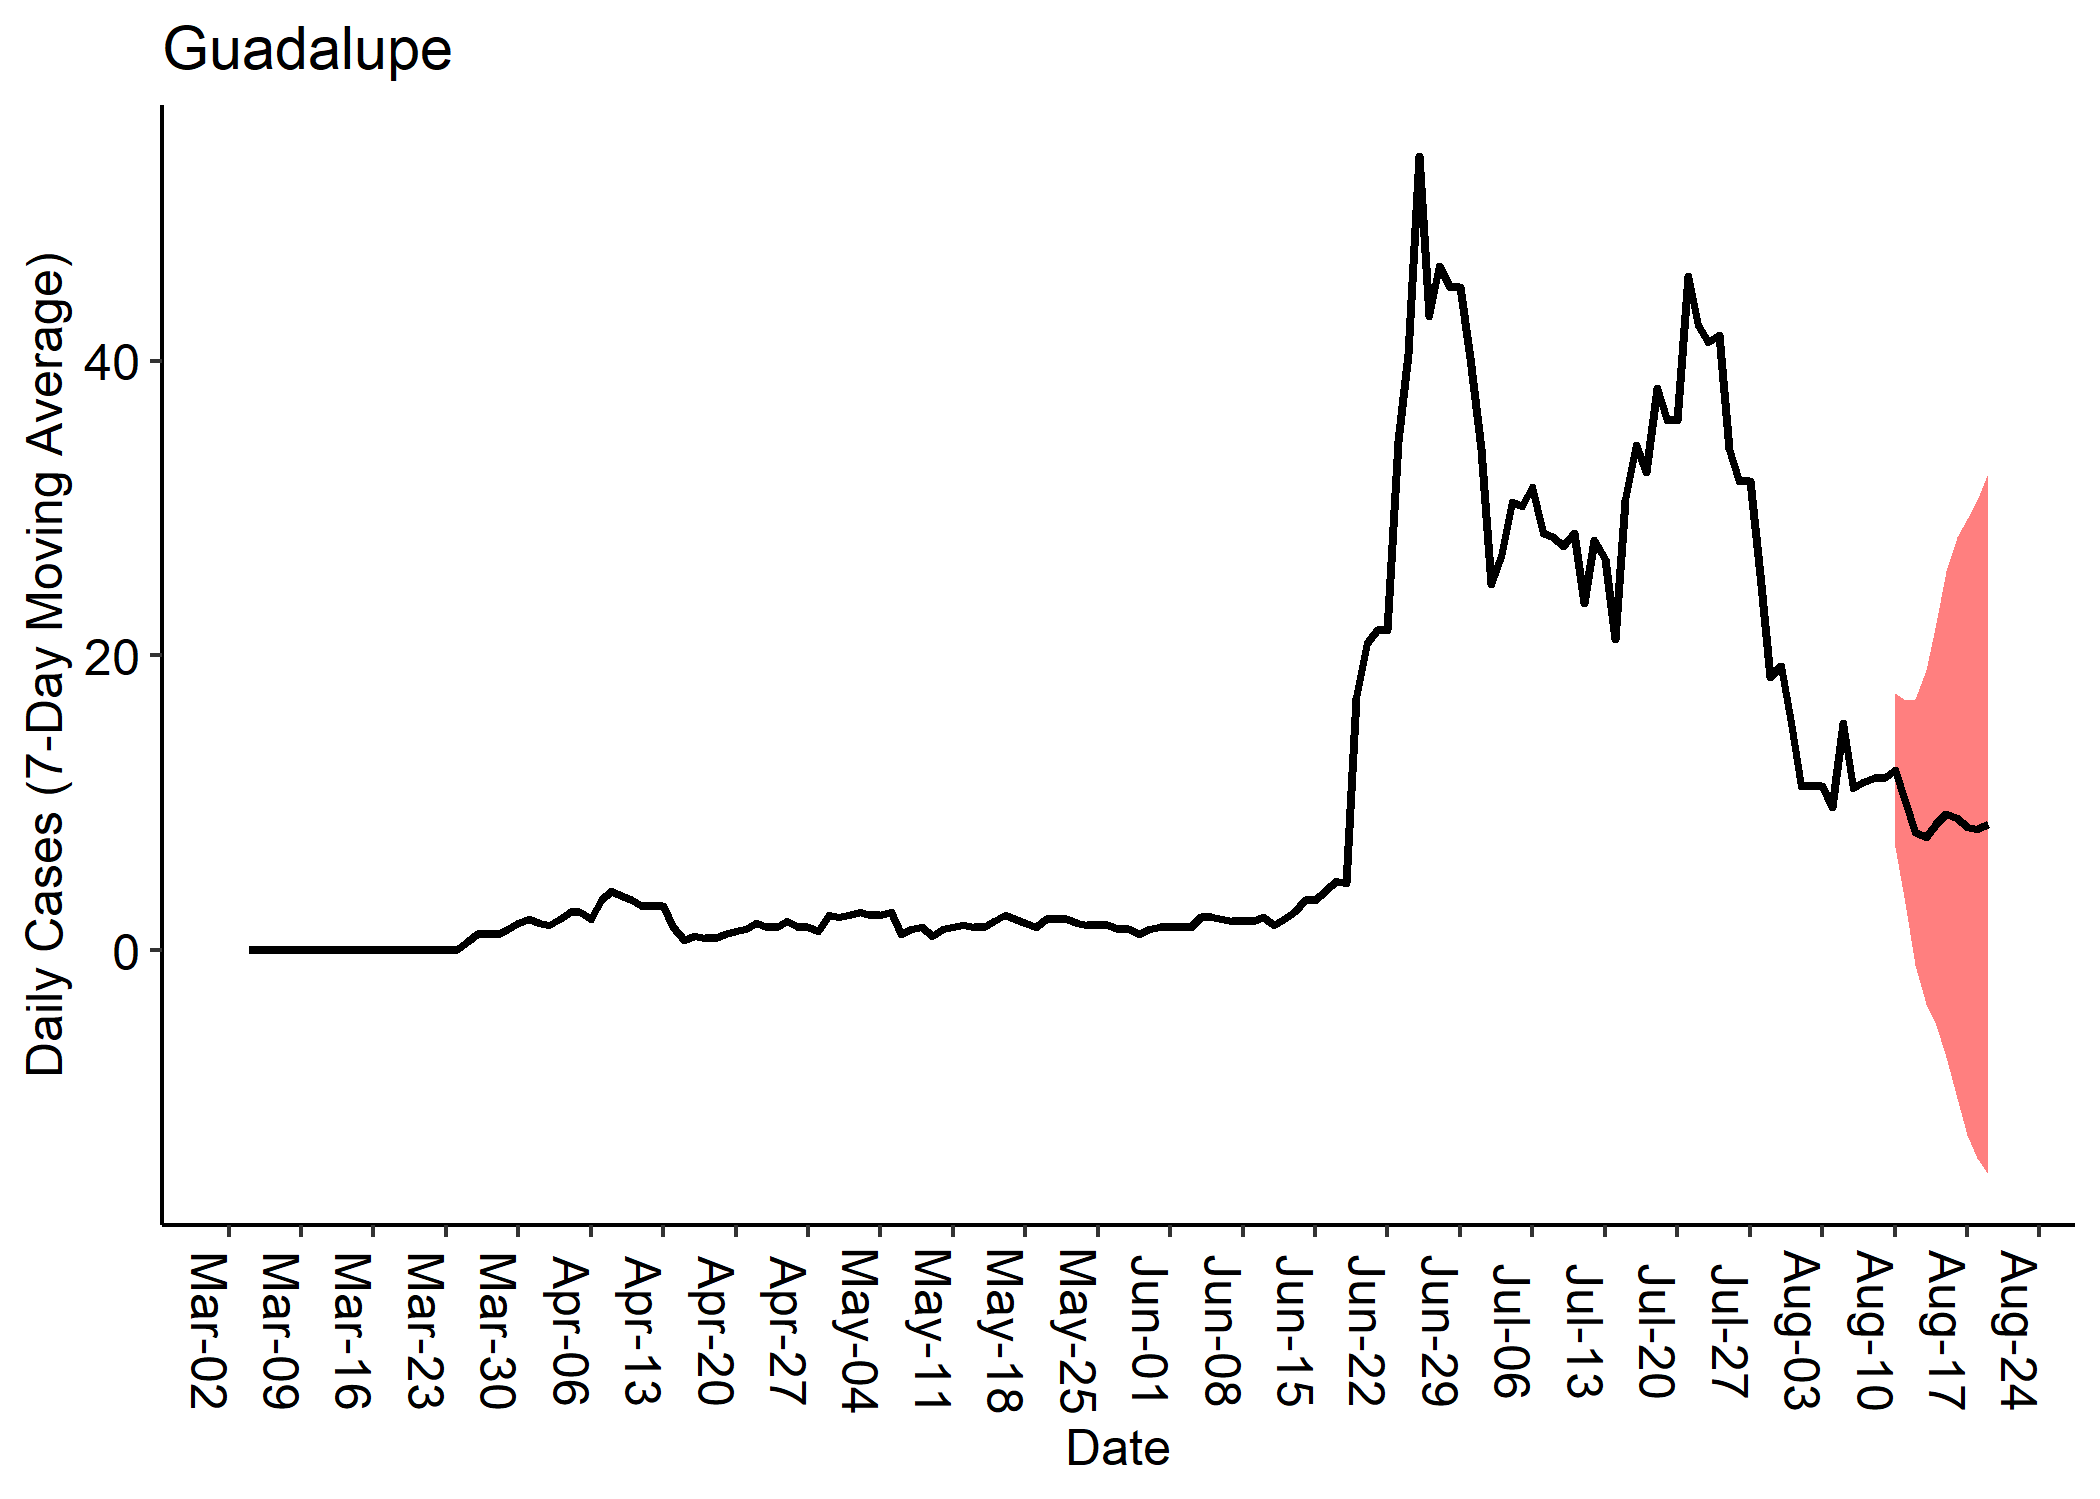 Guadalupe
Daily Cases (7-Day Moving Average)
40
20
0
Mar-02
Mar-09
Mar-16
Mar-23
Mar-30
Apr-06
Apr-13
Apr-20
Apr-27
May-04
May-11
May-18
May-25
Jun-01
Jun-08
Jun-15
Jun-22
Jun-29
Jul-06
Jul-13
Jul-20
Jul-27
Aug-03
Aug-10
Aug-17
Aug-24
Date